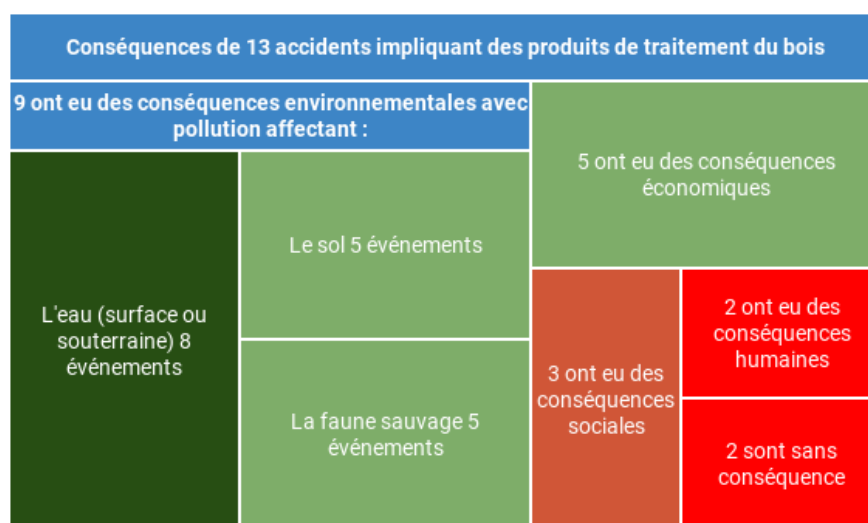 Conséquences de 13 accidents impliquant des produits de traitement du bois
9 ont eu des conséquences environnementales avec
pollution affectant :
5 ont eu des conséquences
économiques
Le sol 5 événements
L'eau (surface ou
souterraine) 8
événements
2 ont eu des
conséquences
humaines
3 ont eu des
conséquences
sociales
La faune sauvage 5
événements
2 sont sans
conséquence